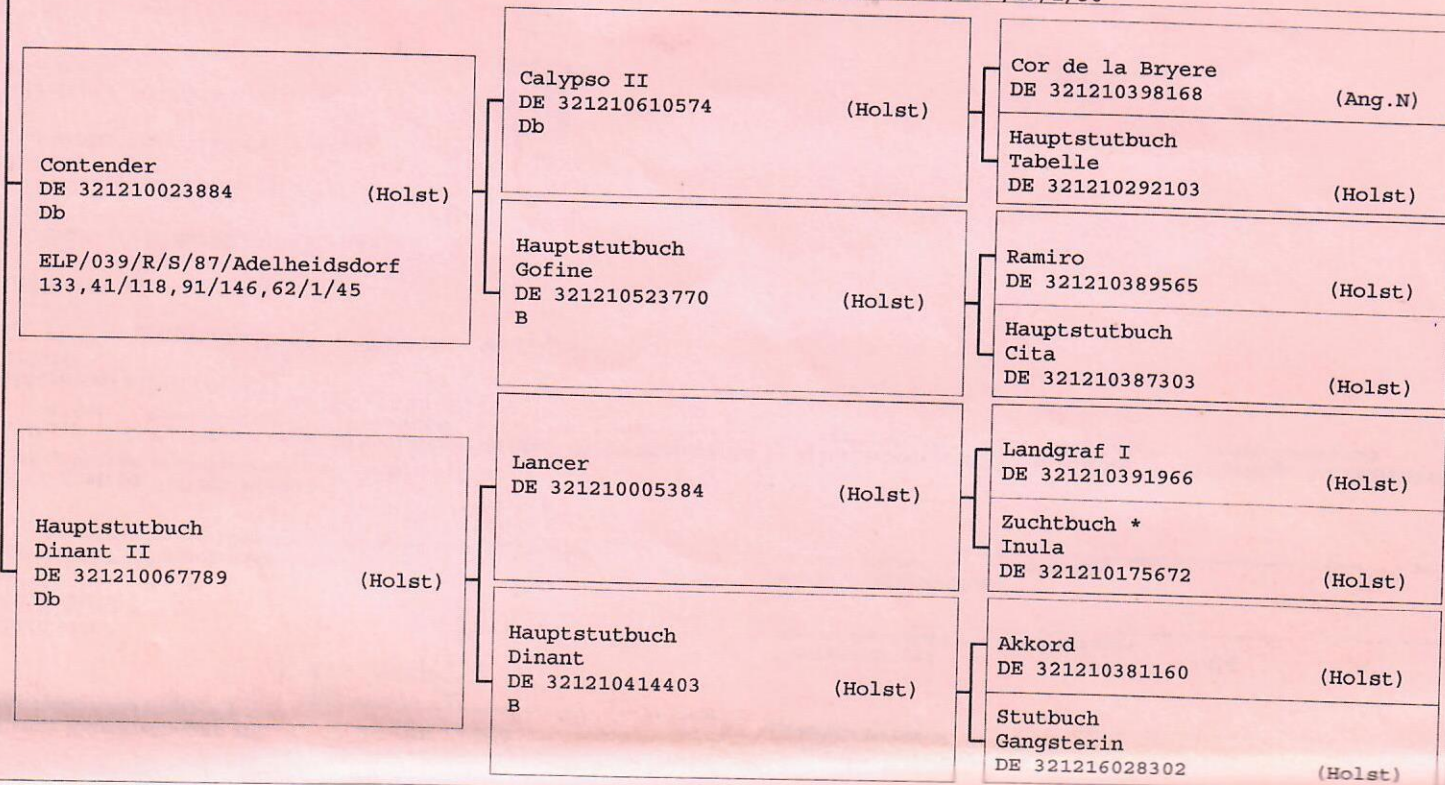 Contender
DE 321210023884 (Holst)
Db
ELP/039/R/S/87/Adelheidsdorf
133,41/118,91/146,62/1/45
Hauptstutbuch
Dinant II
DE 321210067789 (Holst)
Db
Calypso II
DE 321210610574 (Holst)
Db
Hauptstutbuch
Gofine
DE 321210523770 (Holst)
B
Lancer
DE 321210005384 (Holst)
Hauptstutbuch
Dinant
DE 321210414403 (Holst)
B
Cor de la Bryere
DE 321210398168 (Ang.N)
Hauptstutbuch
Tabelle
DE 321210292103 (Holst)
Ramiro
DE 321210389565 (Holst)
Hauptstutbuch
Cita
DE 321210387303 (Holst)
Landgraf I
DE 321210391966 (Holst)
Zuchtbuch *
Inula
DE 321210175672 (Holst)
Akkord
DE 321210381160 (Holst)
Stutbuch
Gangsterin
DE 321216028302 (Holst)